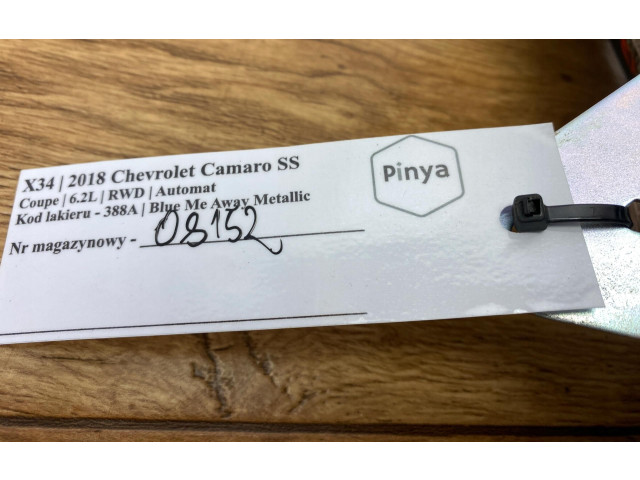 X34 | 2018 Chevrolet Camaro SS
Coupe | 6.2L | RWD | Automat
Kod lakieru - 388A | Blue Me Away Metallic
Nr magazynowy - 08152
Pinya